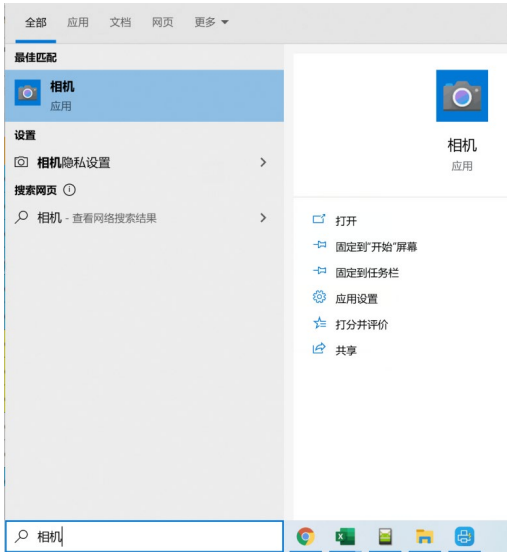 全部 应用 文档 网页 更多
最佳匹配
相机
应用
设置
相机隐私设置
搜索网页
相机 - 查看网络搜索结果
相机
应用
打开
固定到"开始"屏幕
固定到任务栏
应用设置
打分并评价
共享
相机